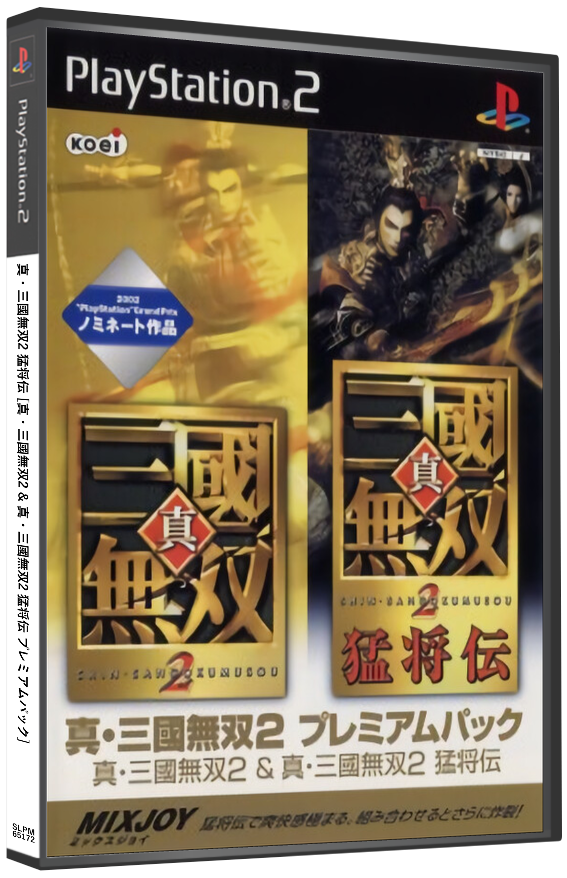 PlayStation 2
真・三國無双2 猛将伝 [真・三國無双2 & 真・三國無双2 猛将伝 プレミアムパック]
SLPM
65172
PlayStation®2
KOEI
2002
"PlayStation" Grand Prix
ノミネート作品
三國
真
無双
SHIN・SANGOKUMUSOU
2
三國
真
無双
SHIN・SANGOKUMUSOU
2
猛将伝
真・三國無双2 プレミアムパック
真・三國無双2 & 真・三國無双2 猛将伝
MIXJOY
ミックスジョイ
猛将伝で爽快感極まる、組み合わせるとさらに炸裂!